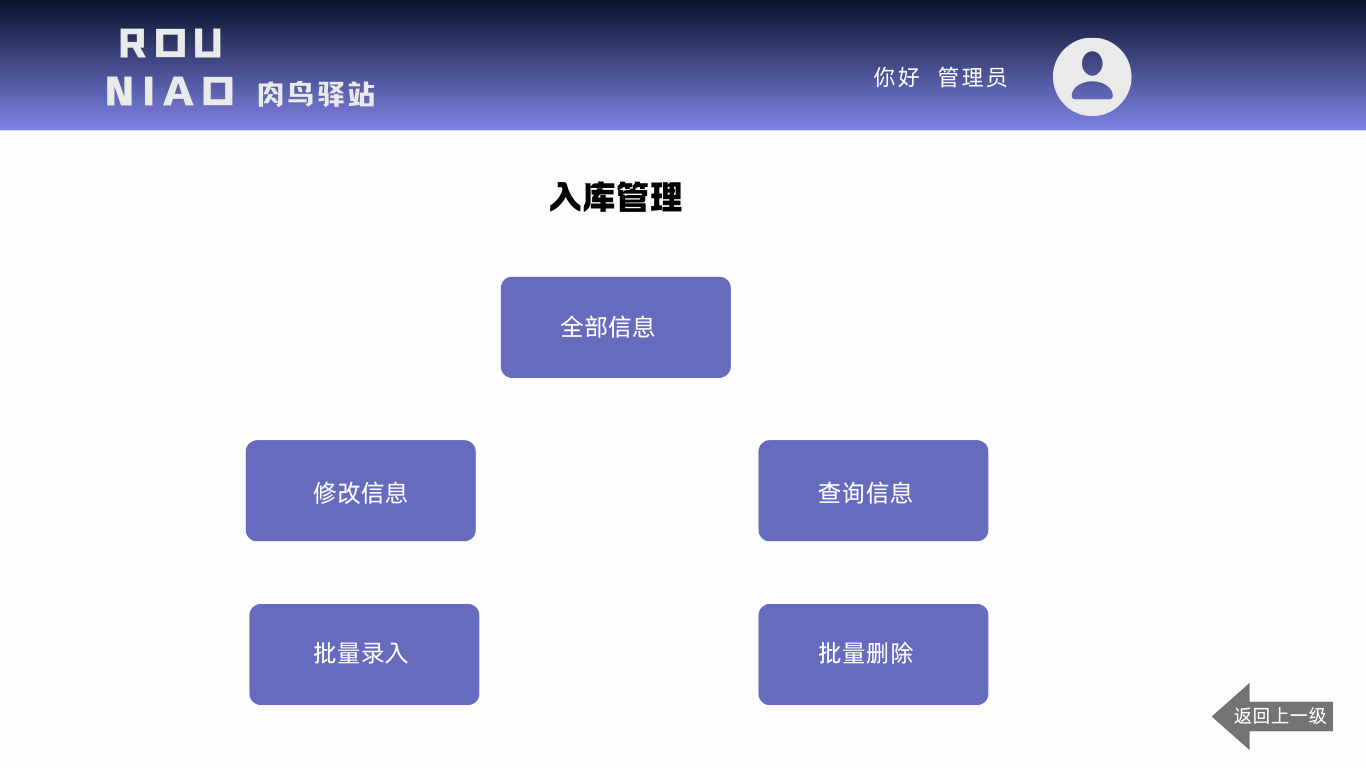 ROU
NIAO 肉鸟驿站
你好 管理员
入库管理
全部信息
修改信息
查询信息
批量录入
批量删除
返回上一级